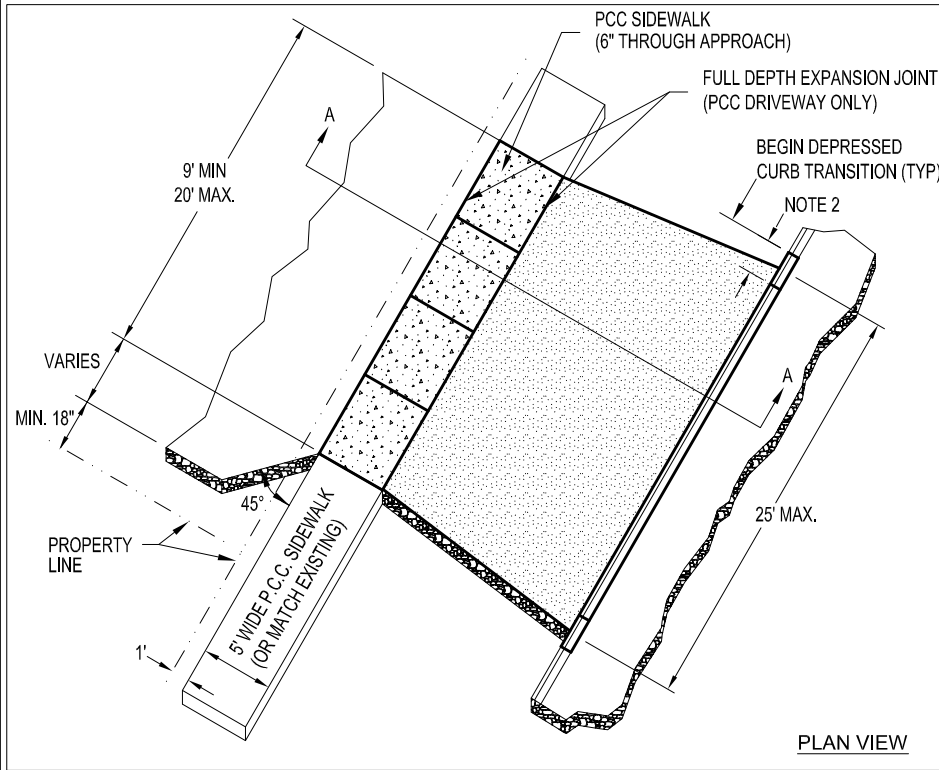 PCC SIDEWALK
(6" THROUGH APPROACH)
FULL DEPTH EXPANSION JOINT
(PCC DRIVEWAY ONLY)
A
BEGIN DEPRESSED
CURB TRANSITION (TYP)
9' MIN
20' MAX.
NOTE 2
VARIES
A
MIN. 18"
45°
25' MAX.
PROPERTY
LINE
5' WIDE P.C.C. SIDEWALK
(OR MATCH EXISTING)
1'
PLAN VIEW